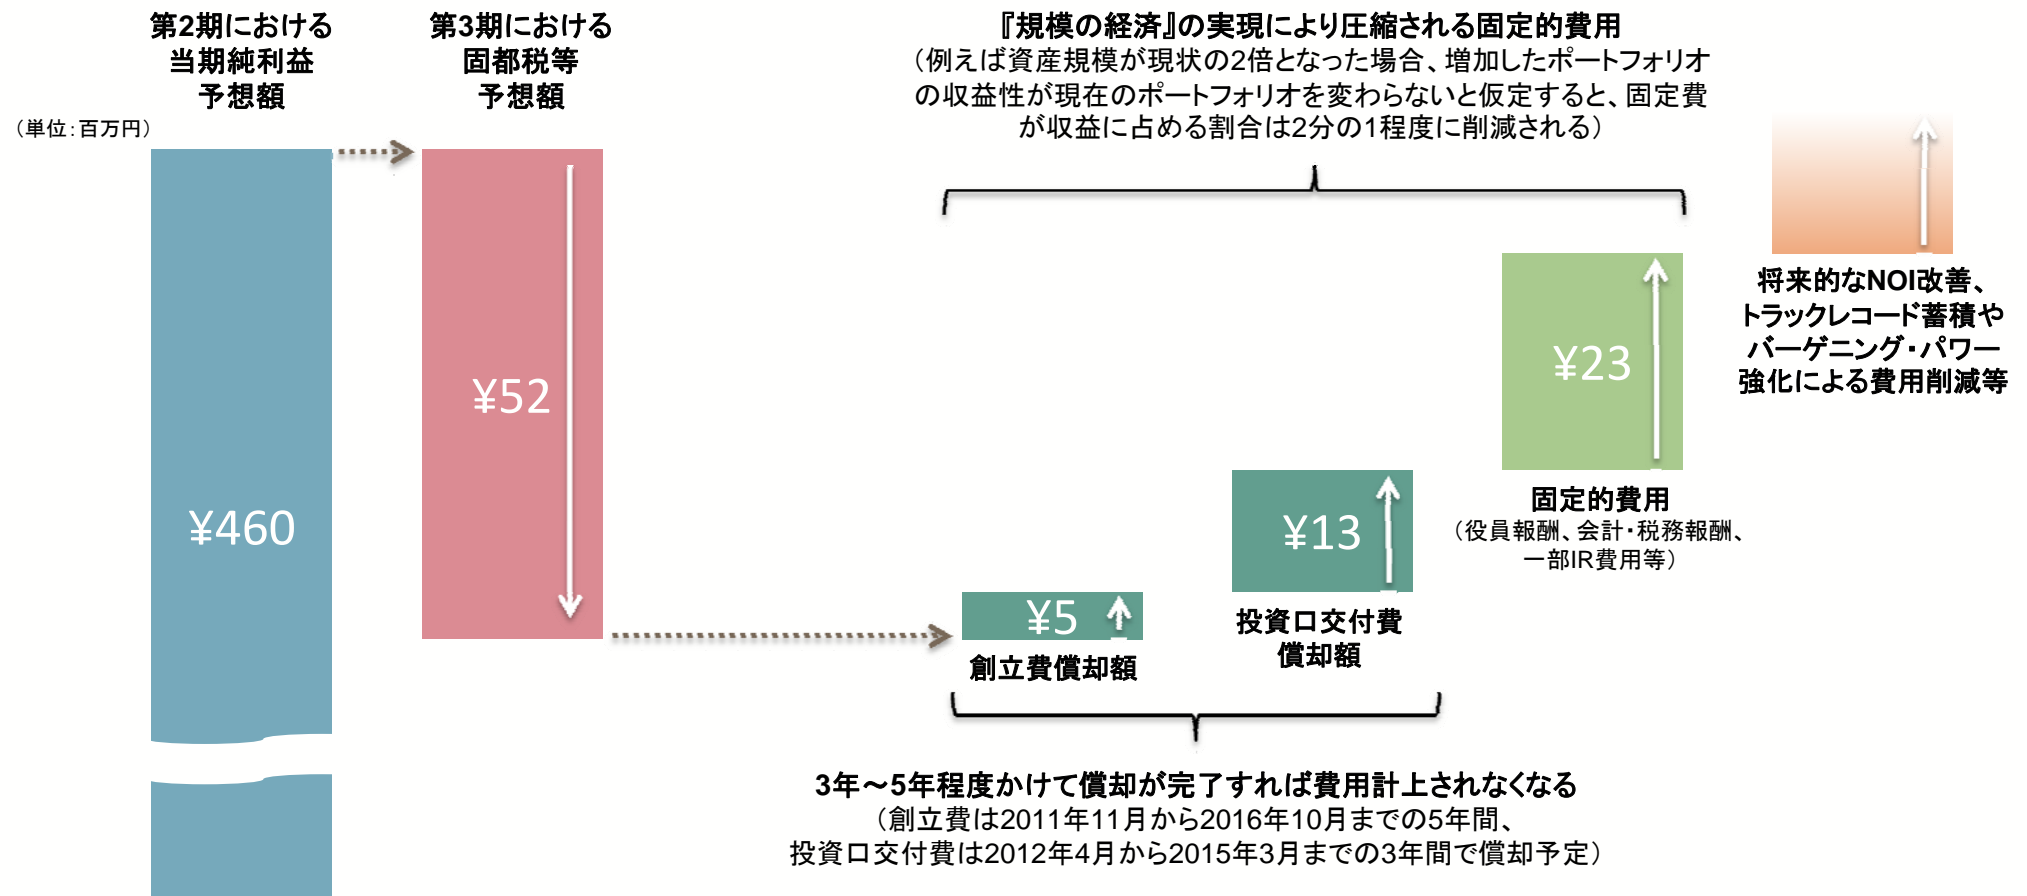 第2期における
当期純利益
予想額
第3期における
固都税等
予想額
『規模の経済』の実現により圧縮される固定的費用
（例えば資産規模が現状の2倍となった場合、増加したポートフォリオ
の収益性が現在のポートフォリオを変わらないと仮定すると、固定費
が収益に占める割合は2分の1程度に削減される）
（単位：百万円）
¥460
¥52
¥5
創立費償却額
¥13
投資口交付費
償却額
¥23
固定的費用
（役員報酬、会計・税務報酬、
一部IR費用等）
将来的なNOI改善、
トラックレコード蓄積や
バーゲニング・パワー
強化による費用削減等
3年～5年程度かけて償却が完了すれば費用計上されなくなる
（創立費は2011年11月から2016年10月までの5年間、
投資口交付費は2012年4月から2015年3月までの3年間で償却予定）